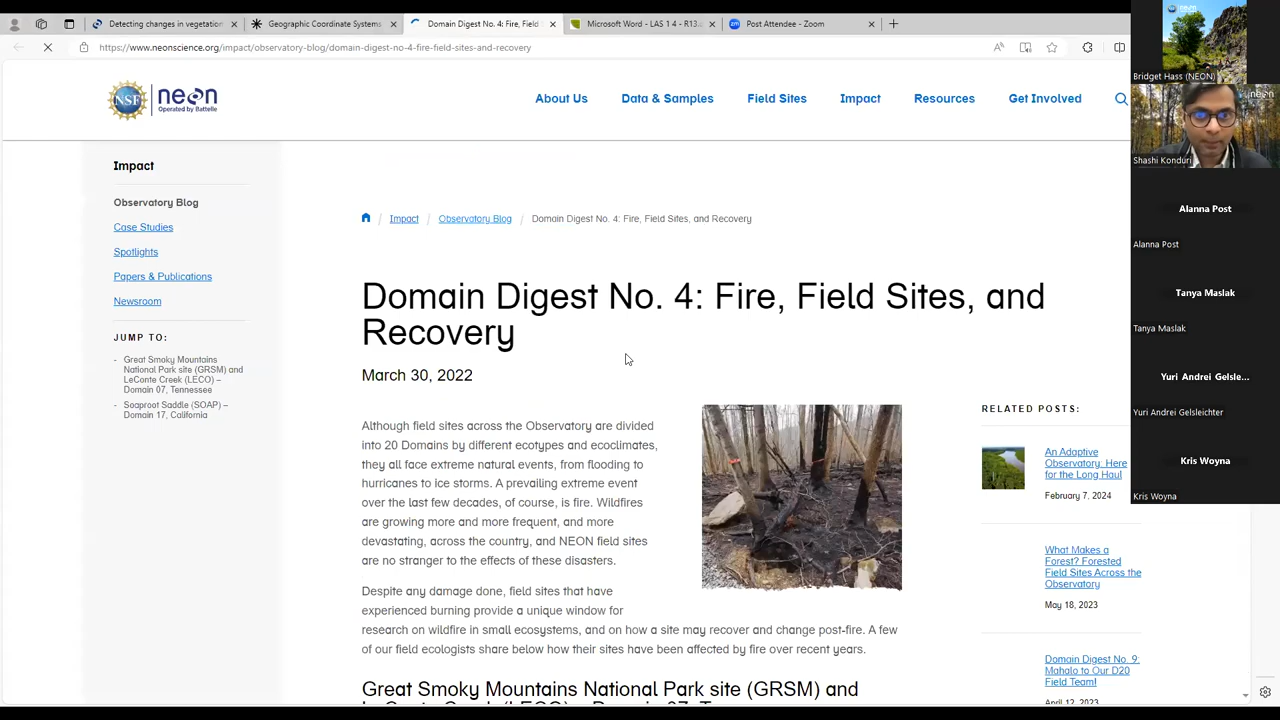 Detecting changes in vegetation
Geographic Coordinate Systems
Domain Digest No. 4: Fire, Field
Microsoft Word - LAS 1 4 - R13.
Post Attendee - Zoom
https://www.neonscience.org/impact/observatory-blog/domain-digest-no-4-fire-field-sites-and-recovery
NSF
neon
Operated by Battelle
About Us
Data & Samples
Field Sites
Impact
Resources
Get Involved
Impact
Observatory Blog
Case Studies
Spotlights
Papers & Publications
Newsroom
JUMP TO:
- Great Smoky Mountains
National Park site (GRSM) and
LeConte Creek (LECO) –
Domain 07, Tennessee
- Soaproot Saddle (SOAP) –
Domain 17, California
/ Impact / Observatory Blog / Domain Digest No. 4: Fire, Field Sites, and Recovery
Domain Digest No. 4: Fire, Field Sites, and
Recovery
March 30, 2022
Although field sites across the Observatory are divided
into 20 Domains by different ecotypes and ecoclimates,
they all face extreme natural events, from flooding to
hurricanes to ice storms. A prevailing extreme event
over the last few decades, of course, is fire. Wildfires
are growing more and more frequent, and more
devastating, across the country, and NEON field sites
are no stranger to the effects of these disasters.
Despite any damage done, field sites that have
experienced burning provide a unique window for
research on wildfire in small ecosystems, and on how a site may recover and change post-fire. A few
of our field ecologists share below how their sites have been affected by fire over recent years.
Great Smoky Mountains National Park site (GRSM) and
RELATED POSTS:
An Adaptive
Observatory: Here
for the Long Haul
February 7, 2024
What Makes a
Forest? Forested
Field Sites Across the
Observatory
May 18, 2023
Domain Digest No. 9:
Mahalo to Our D20
Field Team!
April 12, 2023
Bridget Hass (NEON)
neon
Shashi Konduri
Alanna Post
Alanna Post
Tanya Maslak
Tanya Maslak
Yuri Andrei Gelsle...
Yuri Andrei Gelsleichter
Kris Woyna
Kris Woyna